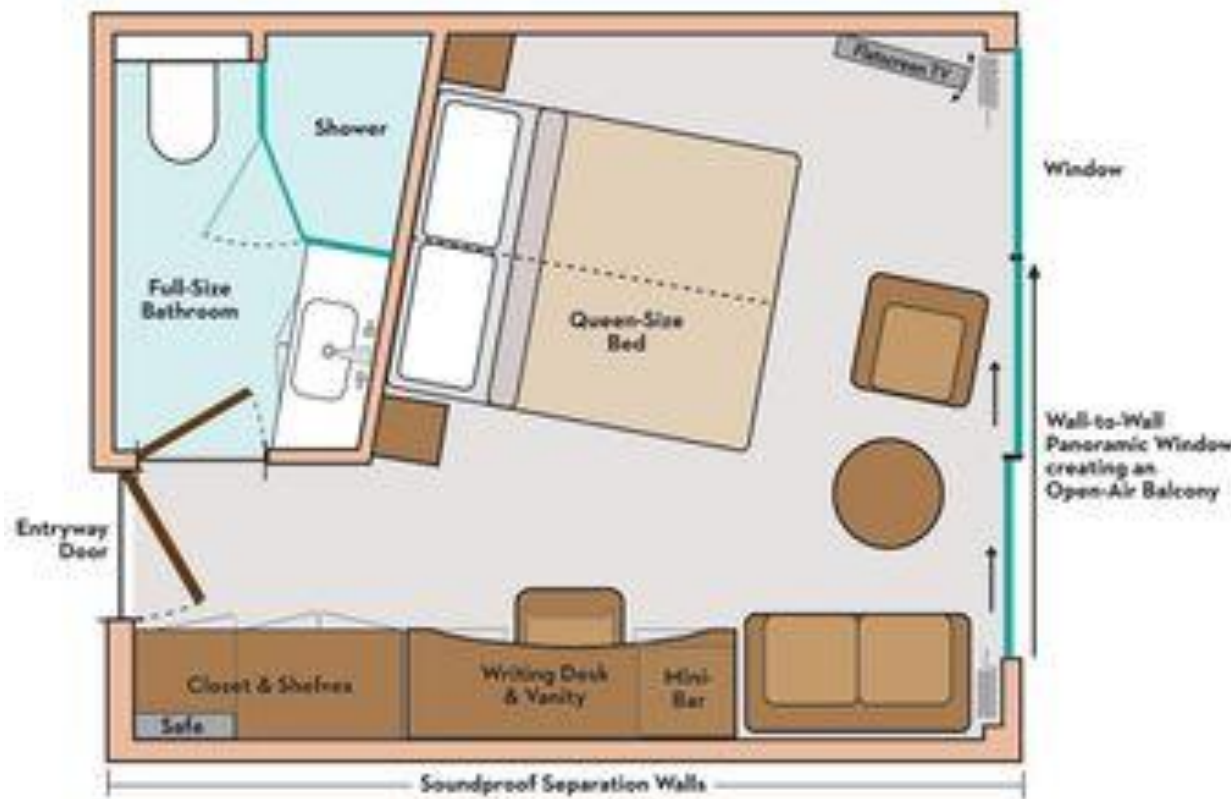 Flatscreen TV
Shower
Window
Full-Size
Bathroom
Queen-Size
Bed
Wall-to-Wall
Panoramic Window
creating an
Open-Air Balcony
Entryway
Door
Closet & Shelves
Writing Desk
& Vanity
Mini-
Bar
Safe
Soundproof Separation Walls